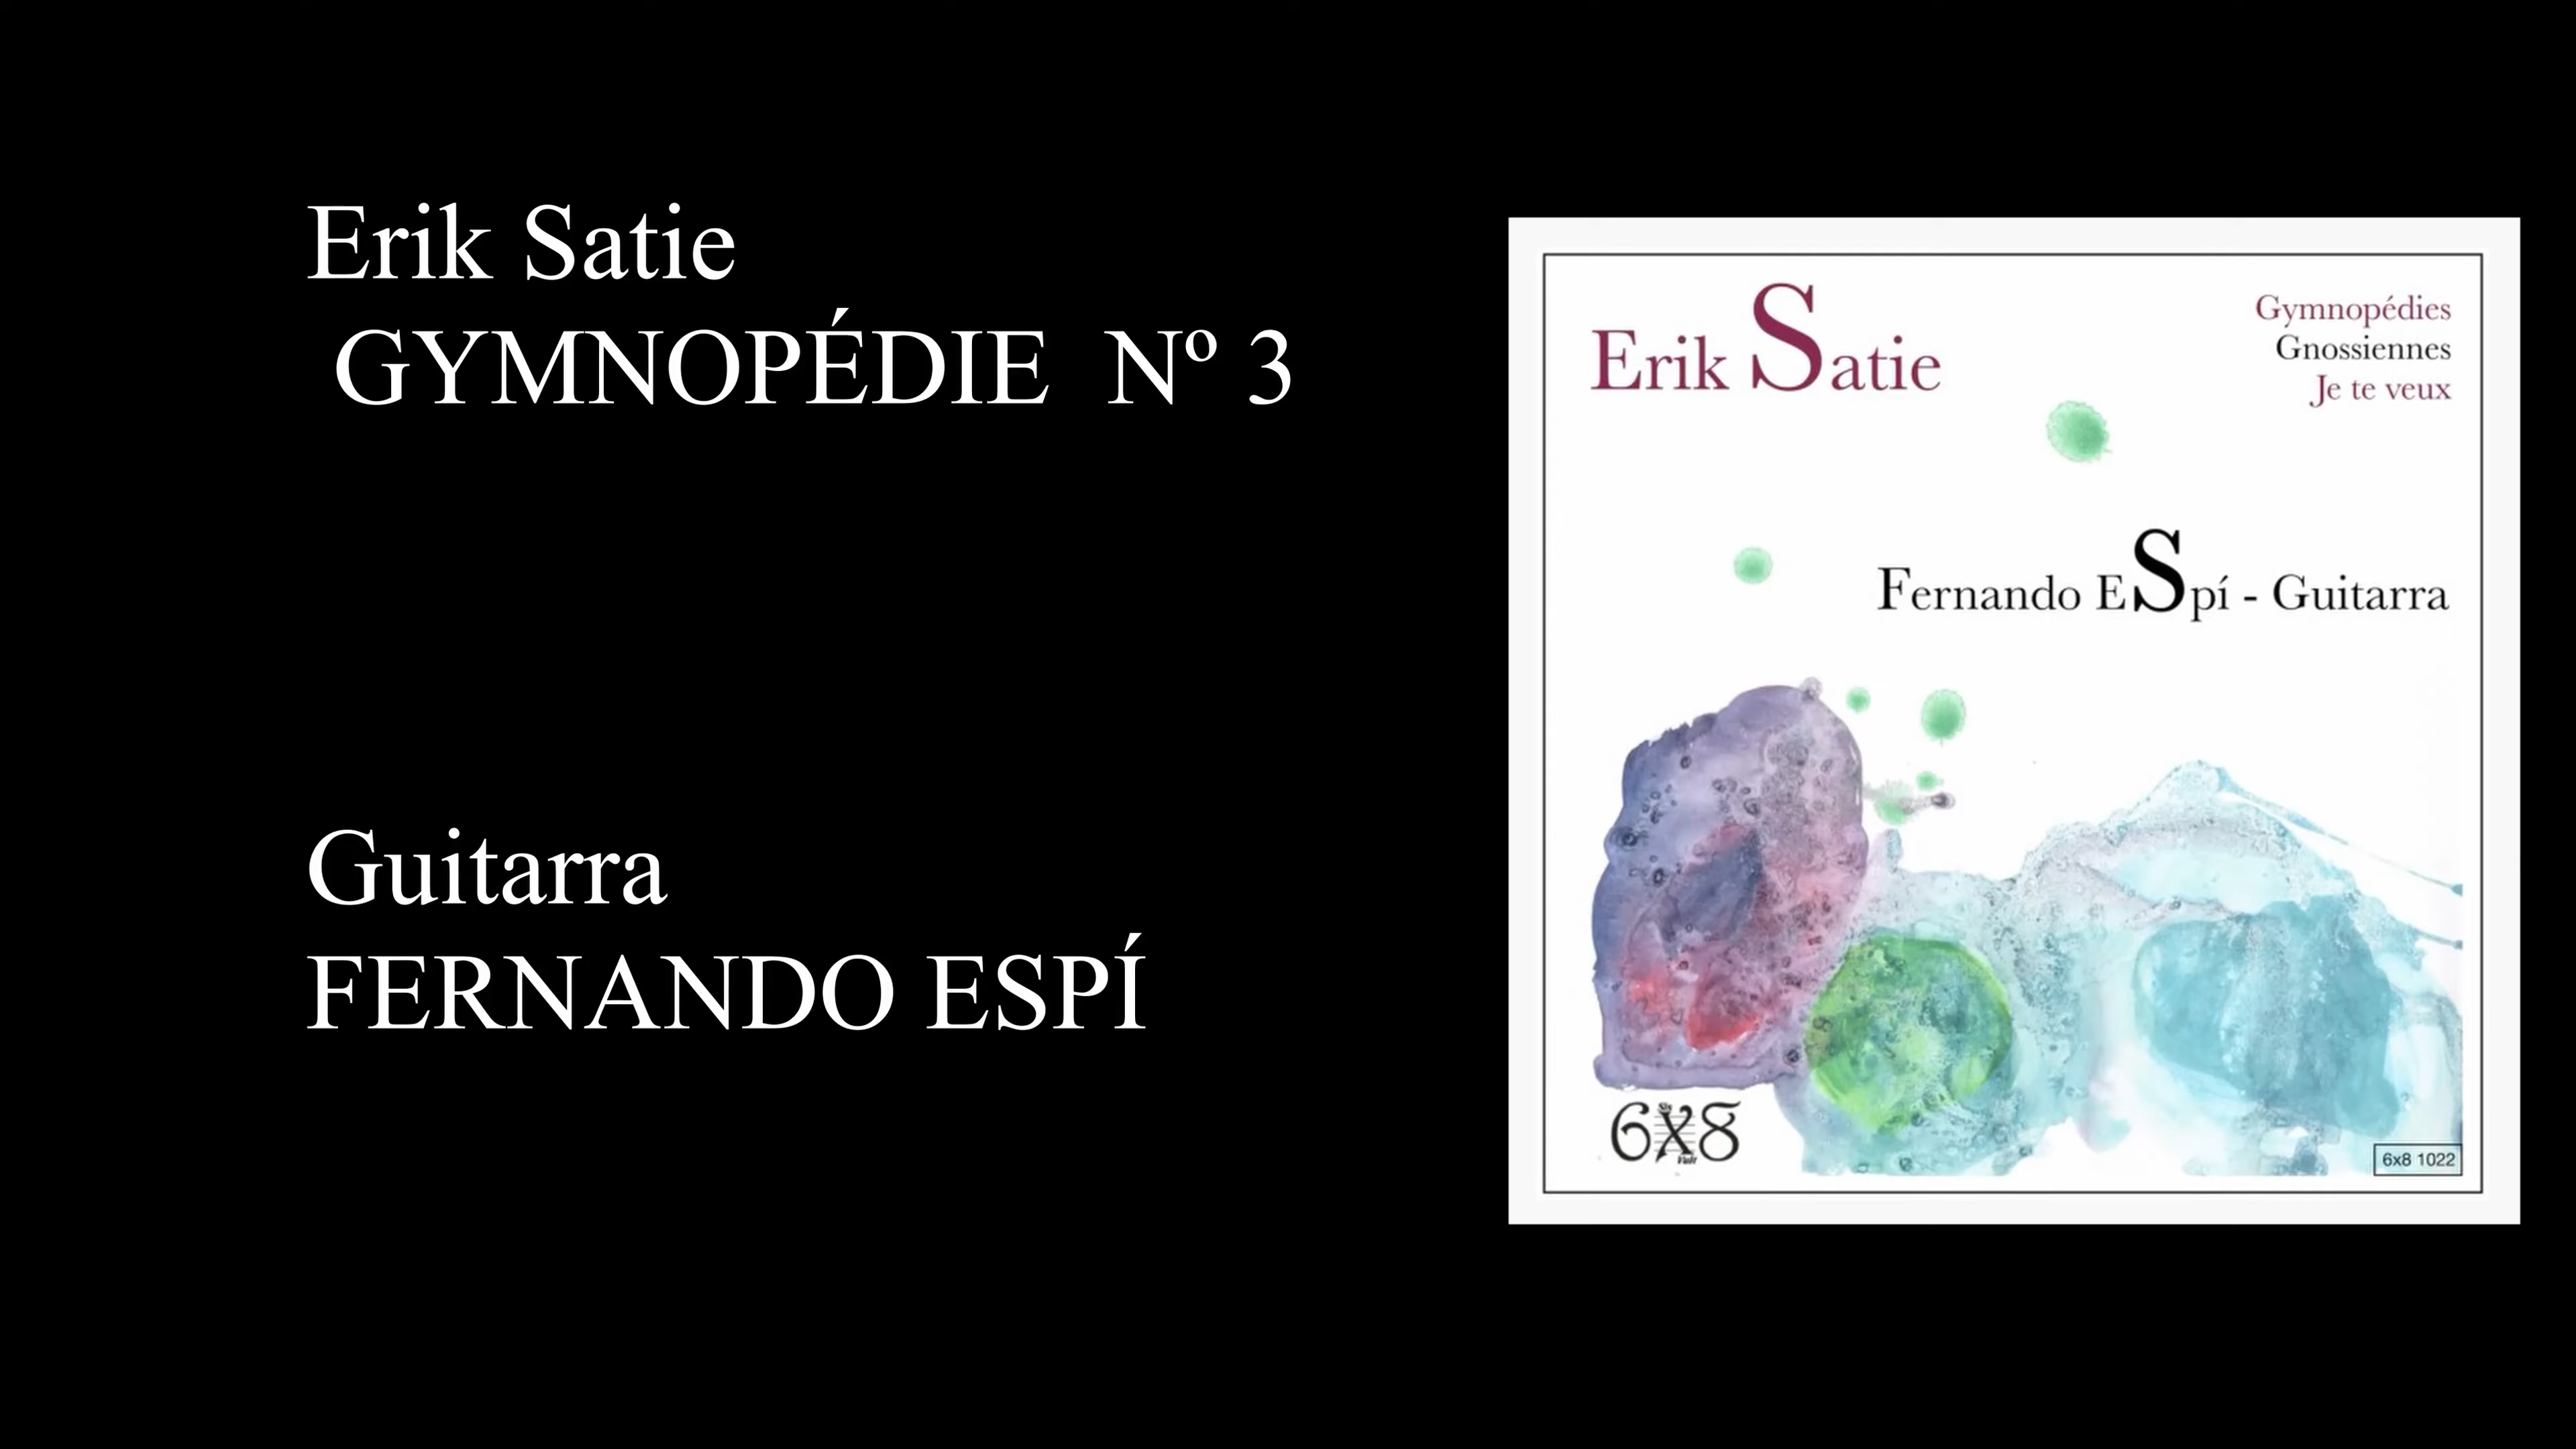 Erik Satie
GYMNOPÉDIE Nº 3
Guitarra
FERNANDO ESPÍ
Erik Satie
Gymnopédies
Gnossiennes
Je te veux
Fernando ESpí - Guitarra
6x8
6x8 1022